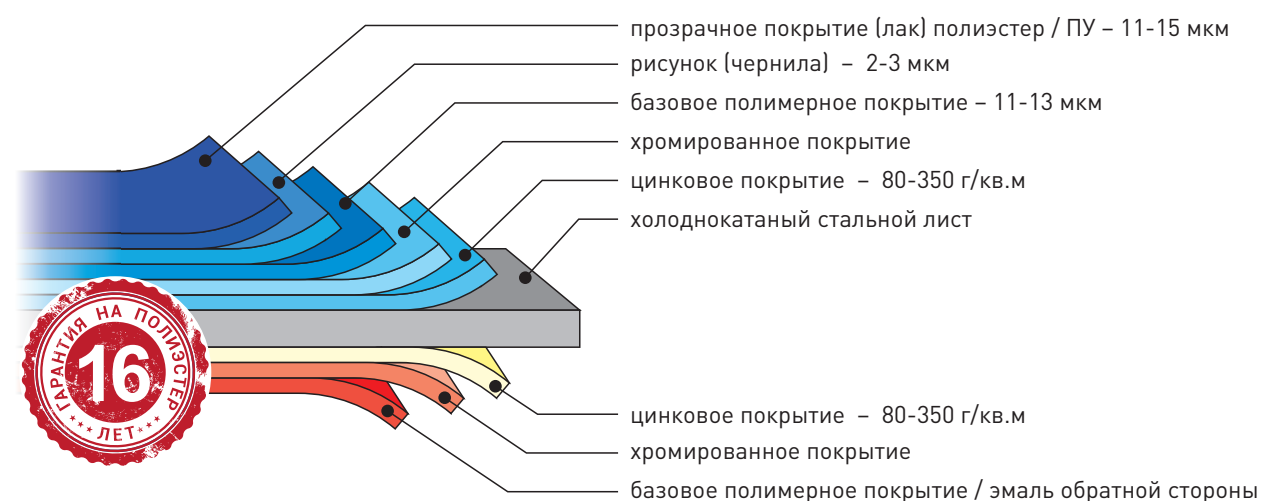 прозрачное покрытие (лак) полиэстер / ПУ – 11-15 мкм
рисунок (чернила) – 2-3 мкм
базовое полимерное покрытие – 11-13 мкм
хромированное покрытие
цинковое покрытие – 80-350 г/кв.м
холоднокатаный стальной лист
ГАРАНТИЯ НА ПОЛИЭСТЕР
16
ЛЕТ
цинковое покрытие – 80-350 г/кв.м
хромированное покрытие
базовое полимерное покрытие / эмаль обратной стороны